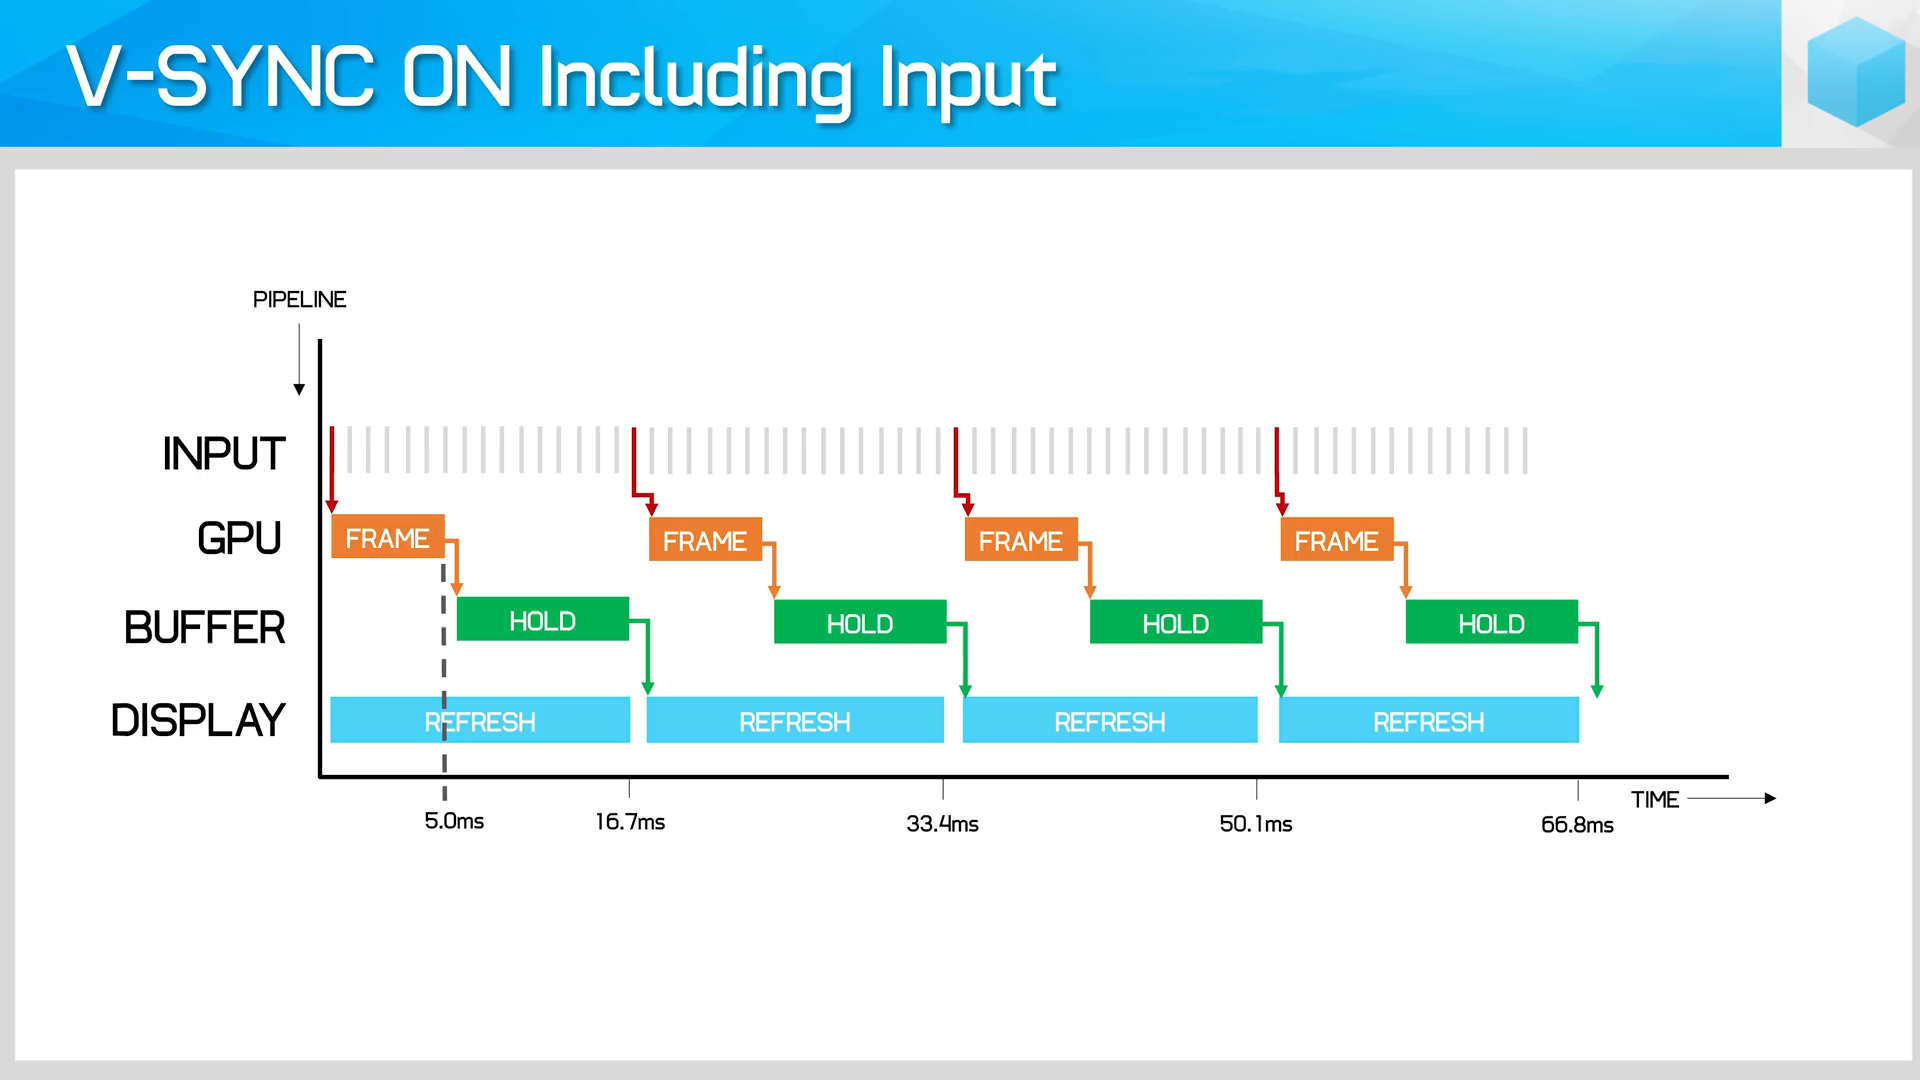 V-SYNC ON Including Input
PIPELINE
INPUT
GPU
FRAME FRAME FRAME FRAME
BUFFER
HOLD HOLD HOLD HOLD
DISPLAY
REFRESH REFRESH REFRESH REFRESH
TIME
5.0ms 16.7ms 33.4ms 50.1ms 66.8ms